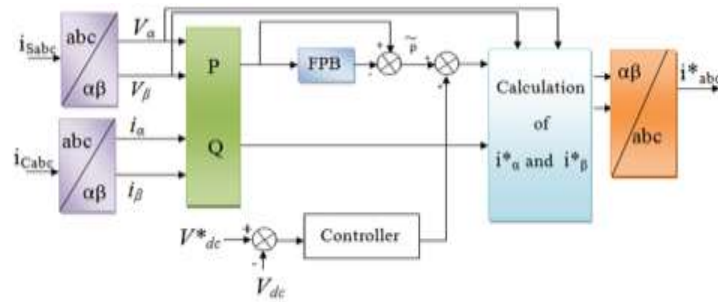 i_Sabc
abc
αβ
V_α
V_β
i_Cabc
abc
αβ
i_α
i_β
P
Q
FPB
+
-
p̃
+
-
Calculation
of
i*_α and i*_β
αβ
abc
i*_abc
V*_dc
+
-
V_dc
Controller